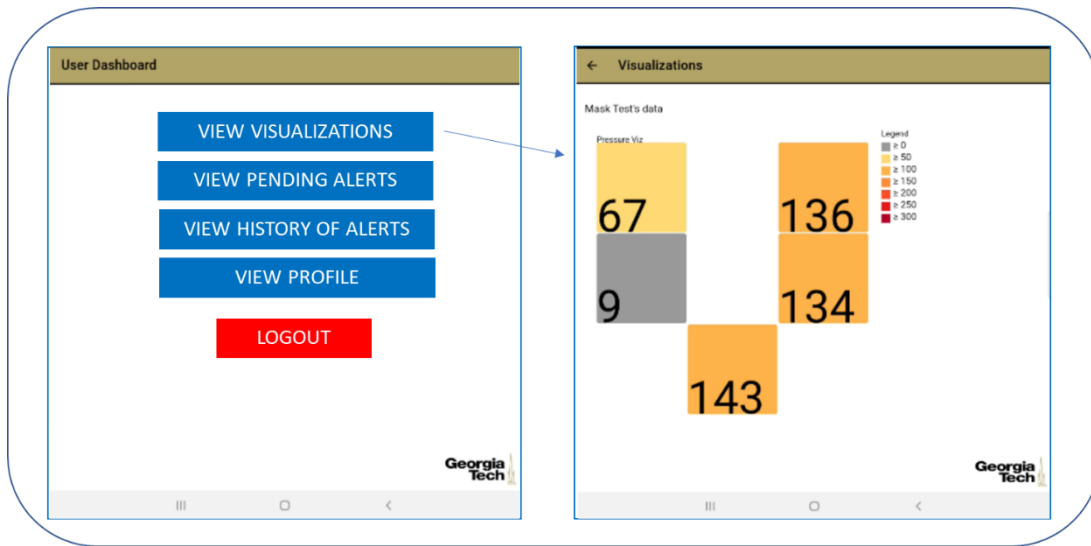 User Dashboard
VIEW VISUALIZATIONS
VIEW PENDING ALERTS
VIEW HISTORY OF ALERTS
VIEW PROFILE
LOGOUT
Georgia
Tech
Visualizations
Mask Test's data
Pressure Viz
67
136
9
134
143
Legend
≥ 0
≥ 50
≥ 100
≥ 150
≥ 200
≥ 250
≥ 300
Georgia
Tech